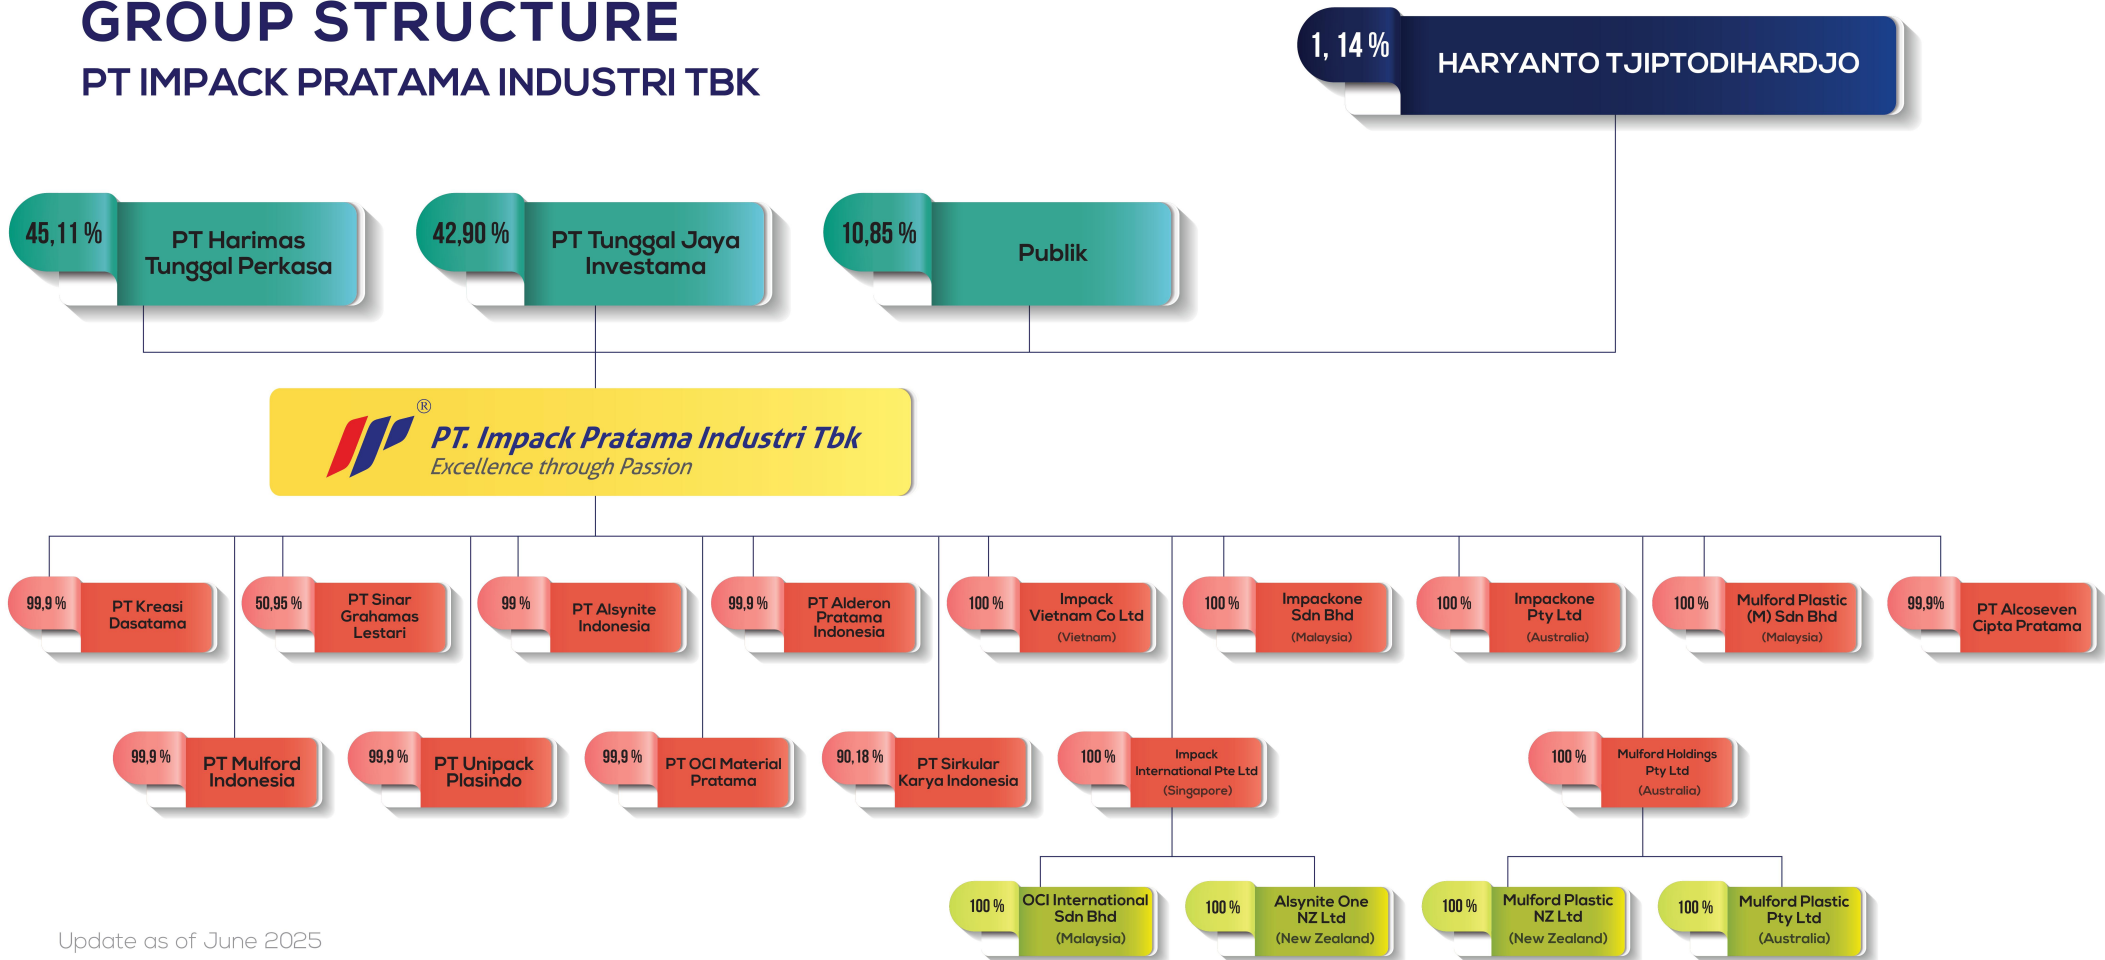 GROUP STRUCTURE
PT IMPACK PRATAMA INDUSTRI TBK
1, 14 %
HARYANTO TJIPTODIHARDJO
45,11 %
PT Harimas
Tunggal Perkasa
42,90 %
PT Tunggal Jaya
Investama
10,85 %
Publik
®
PT. Impack Pratama Industri Tbk
Excellence through Passion
99,9 %
PT Kreasi
Dasatama
50,95 %
PT Sinar
Grahamas
Lestari
99 %
PT Alsynite
Indonesia
99,9 %
PT Alderon
Pratama
Indonesia
100 %
Impack
Vietnam Co Ltd
(Vietnam)
100 %
Impackone
Sdn Bhd
(Malaysia)
100 %
Impackone
Pty Ltd
(Australia)
100 %
Mulford Plastic
(M) Sdn Bhd
(Malaysia)
99,9%
PT Alcoseven
Cipta Pratama
99,9 %
PT Mulford
Indonesia
99,9 %
PT Unipack
Plasindo
99,9 %
PT OCI Material
Pratama
90,18 %
PT Sirkular
Karya Indonesia
100 %
Impack
International Pte Ltd
(Singapore)
100 %
Mulford Holdings
Pty Ltd
(Australia)
100 %
OCI International
Sdn Bhd
(Malaysia)
100 %
Alsynite One
NZ Ltd
(New Zealand)
100 %
Mulford Plastic
NZ Ltd
(New Zealand)
100 %
Mulford Plastic
Pty Ltd
(Australia)
Update as of June 2025